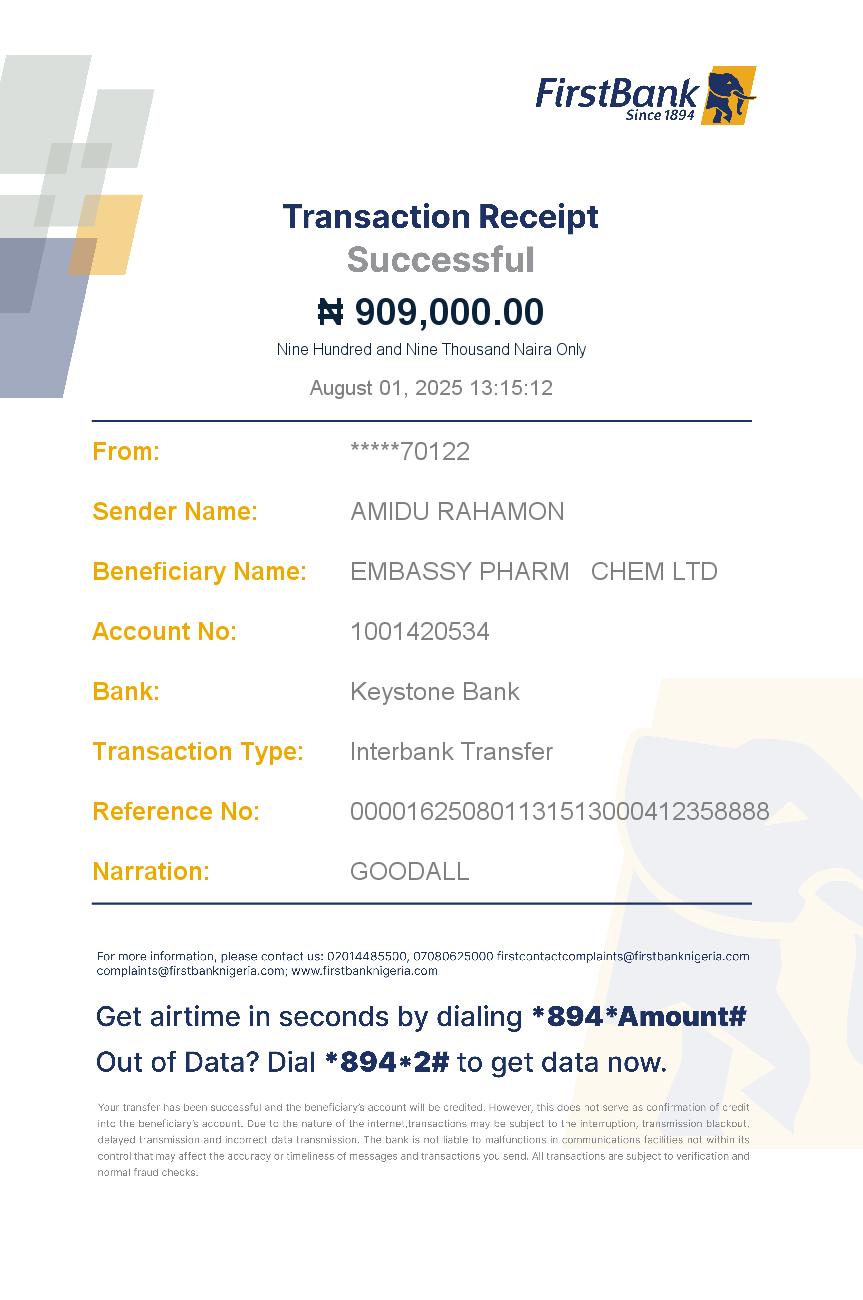 FirstBank
Since 1894
Transaction Receipt
Successful
₦ 909,000.00
Nine Hundred and Nine Thousand Naira Only
August 01, 2025 13:15:12
From: *****70122
Sender Name: AMIDU RAHAMON
Beneficiary Name: EMBASSY PHARM   CHEM LTD
Account No: 1001420534
Bank: Keystone Bank
Transaction Type: Interbank Transfer
Reference No: 000016250801131513000412358888
Narration: GOODALL
For more information, please contact us: 02014485500, 07080625000 firstcontactcomplaints@firstbanknigeria.com
complaints@firstbanknigeria.com; www.firstbanknigeria.com
Get airtime in seconds by dialing *894*Amount#
Out of Data? Dial *894*2# to get data now.
Your transfer has been successful and the beneficiary's account will be credited. However, this does not serve as confirmation of credit
into the beneficiary's account. Due to the nature of the internet,transactions may be subject to the interruption, transmission blackout,
delayed transmission and incorrect data transmission. The bank is not liable to malfunctions in communications facilities not within its
control that may affect the accuracy or timeliness of messages and transactions you send. All transactions are subject to verification and
normal fraud checks.